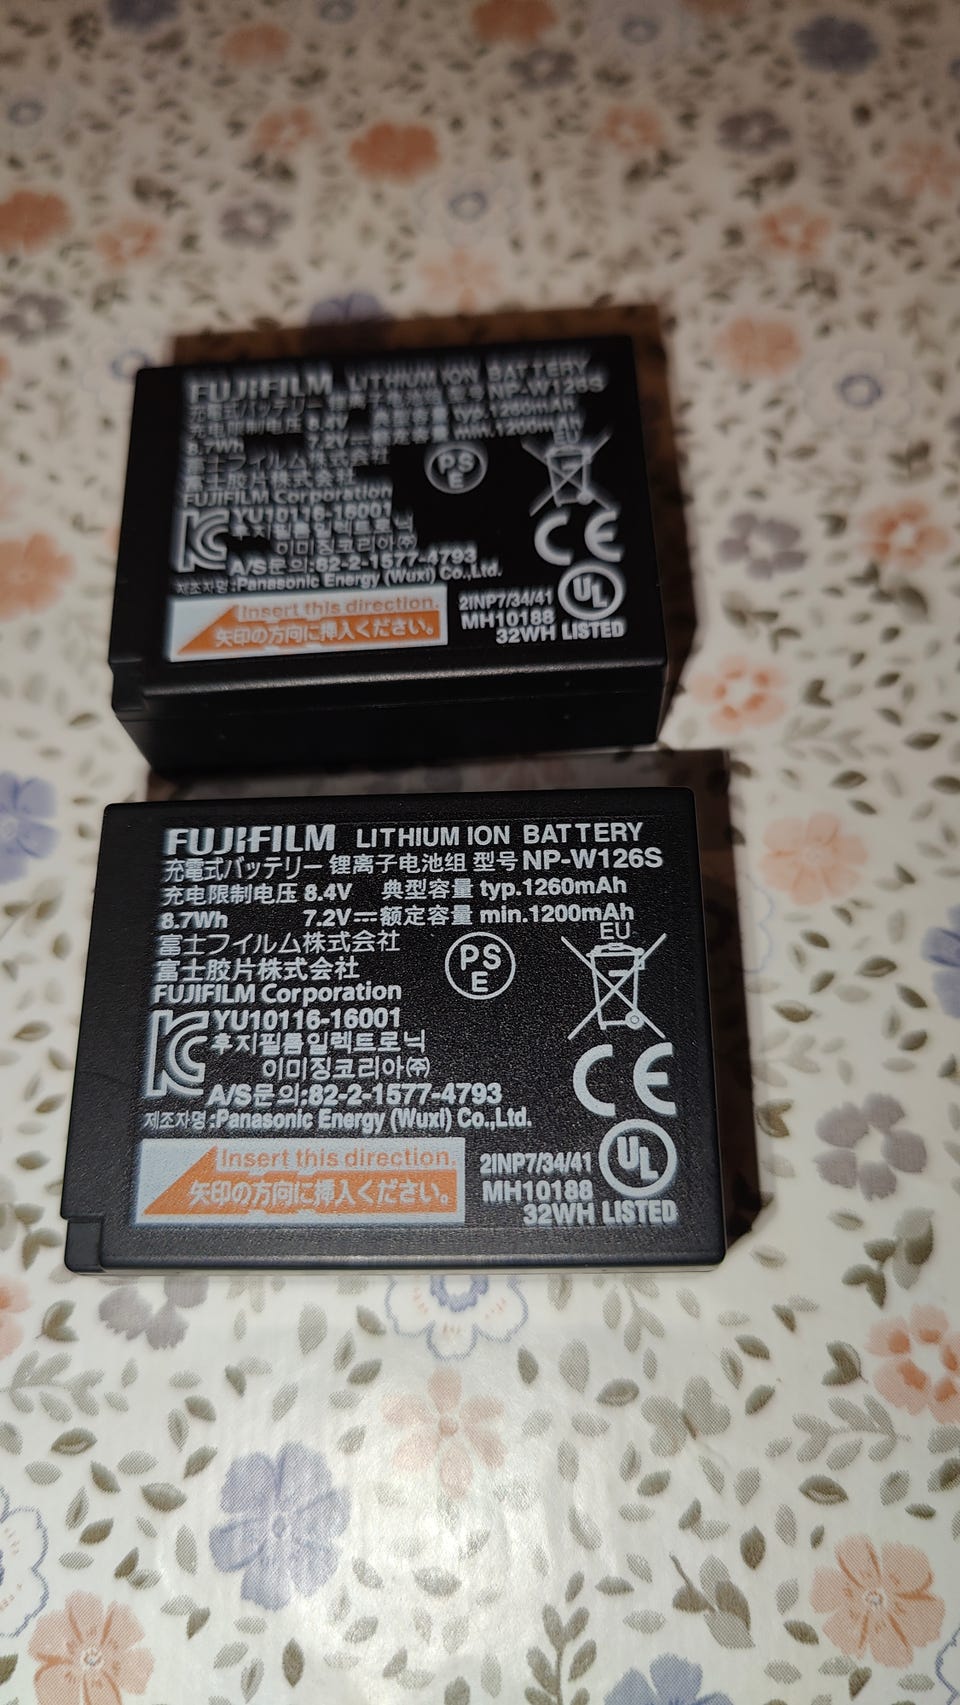 FUJIFILM LITHIUM ION BATTERY
充電式バッテリー 锂离子电池组 型号 NP-W126S
充电限制电压 8.4V 典型容量 typ.1260mAh
8.7Wh 7.2V⎓额定容量 min.1200mAh
富士フイルム株式会社
富士胶片株式会社
FUJIFILM Corporation
PS
E
EU
YU10116-16001
KC
후지필름일렉트로닉
이미징코리아㈜
A/S문의:82-2-1577-4793
제조자명:Panasonic Energy (Wuxi) Co.,Ltd.
CE
Insert this direction.
矢印の方向に挿入ください。
2INP7/34/41
MH10188
UL
32WH LISTED
FUJIFILM LITHIUM ION BATTERY
充電式バッテリー 锂离子电池组 型号 NP-W126S
充电限制电压 8.4V 典型容量 typ.1260mAh
8.7Wh 7.2V⎓额定容量 min.1200mAh
富士フイルム株式会社
富士胶片株式会社
FUJIFILM Corporation
PS
E
EU
YU10116-16001
KC
후지필름일렉트로닉
이미징코리아㈜
A/S문의:82-2-1577-4793
제조자명:Panasonic Energy (Wuxi) Co.,Ltd.
CE
Insert this direction.
矢印の方向に挿入ください。
2INP7/34/41
MH10188
UL
32WH LISTED